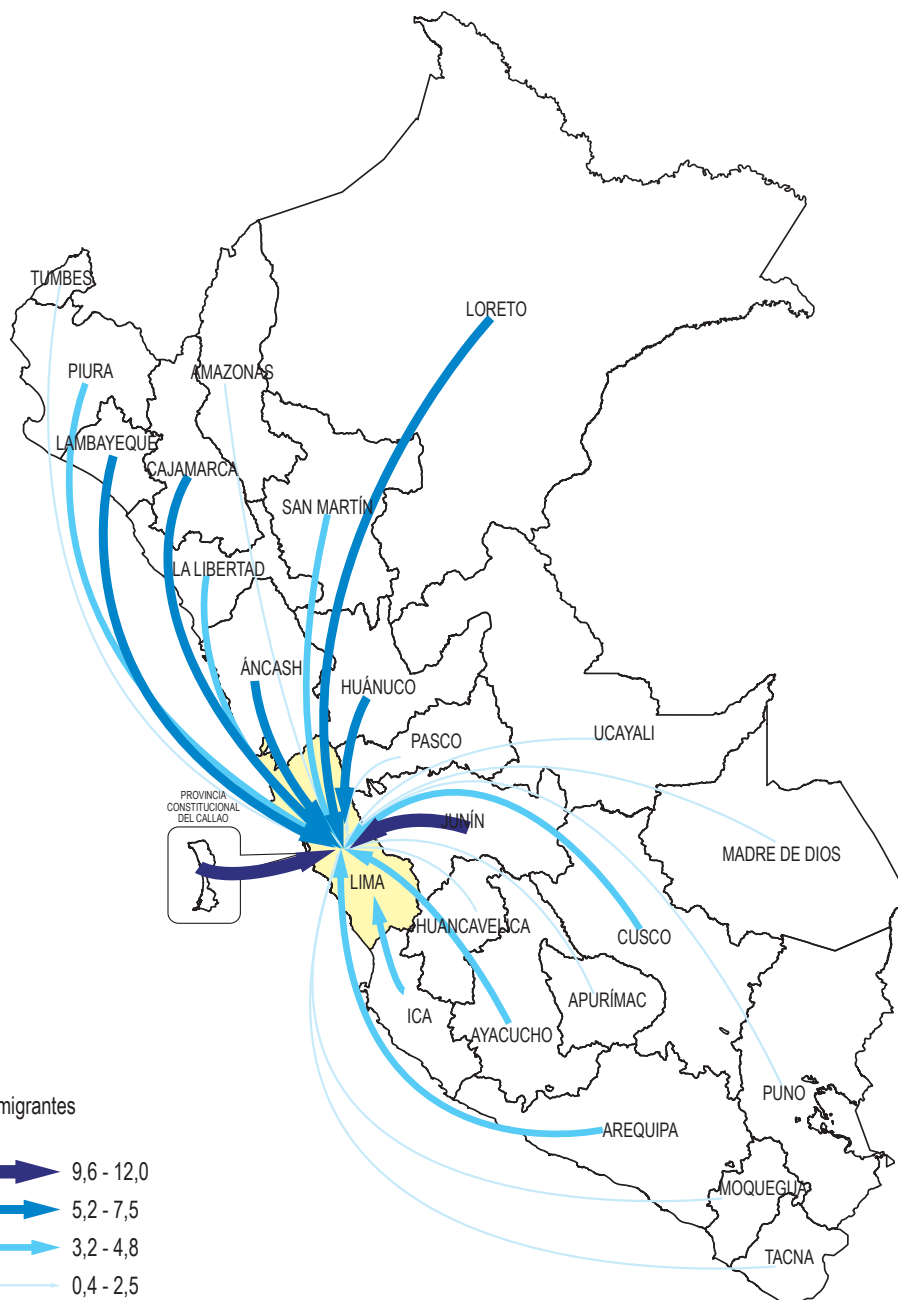 LORETO
TUMBES
PIURA
AMAZONAS
LAMBAYEQUE
CAJAMARCA
SAN MARTÍN
LA LIBERTAD
ÁNCASH
HUÁNUCO
UCAYALI
PASCO
PROVINCIA
CONSTITUCIONAL
DEL CALLAO
JUNÍN
MADRE DE DIOS
LIMA
HUANCAVELICA
CUSCO
APURÍMAC
ICA
AYACUCHO
PUNO
AREQUIPA
MOQUEGUA
TACNA
migrantes
9,6 - 12,0
5,2 - 7,5
3,2 - 4,8
0,4 - 2,5